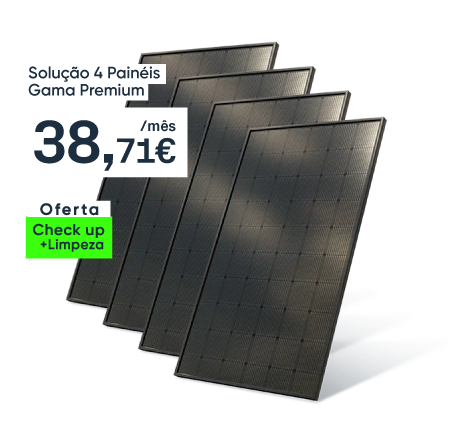 Solução 4 Painéis
Gama Premium
38,71€ /mês
Oferta
Check up
+Limpeza